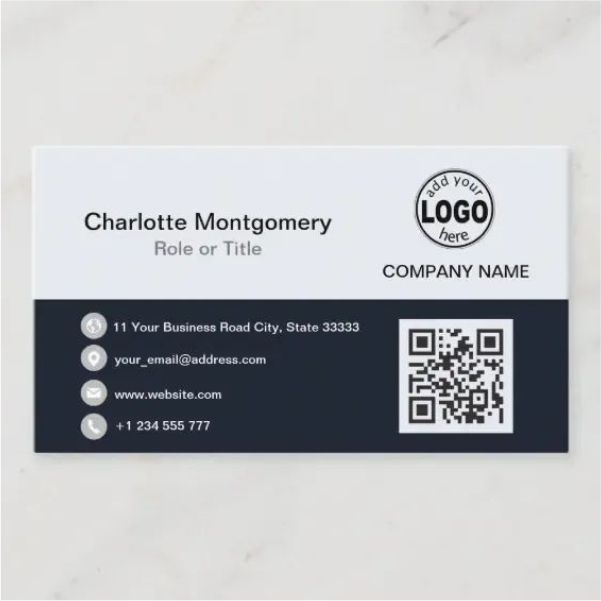 Charlotte Montgomery
Role or Title
add your
LOGO
here
COMPANY NAME
11 Your Business Road City, State 33333
your_email@address.com
www.website.com
+1 234 555 777